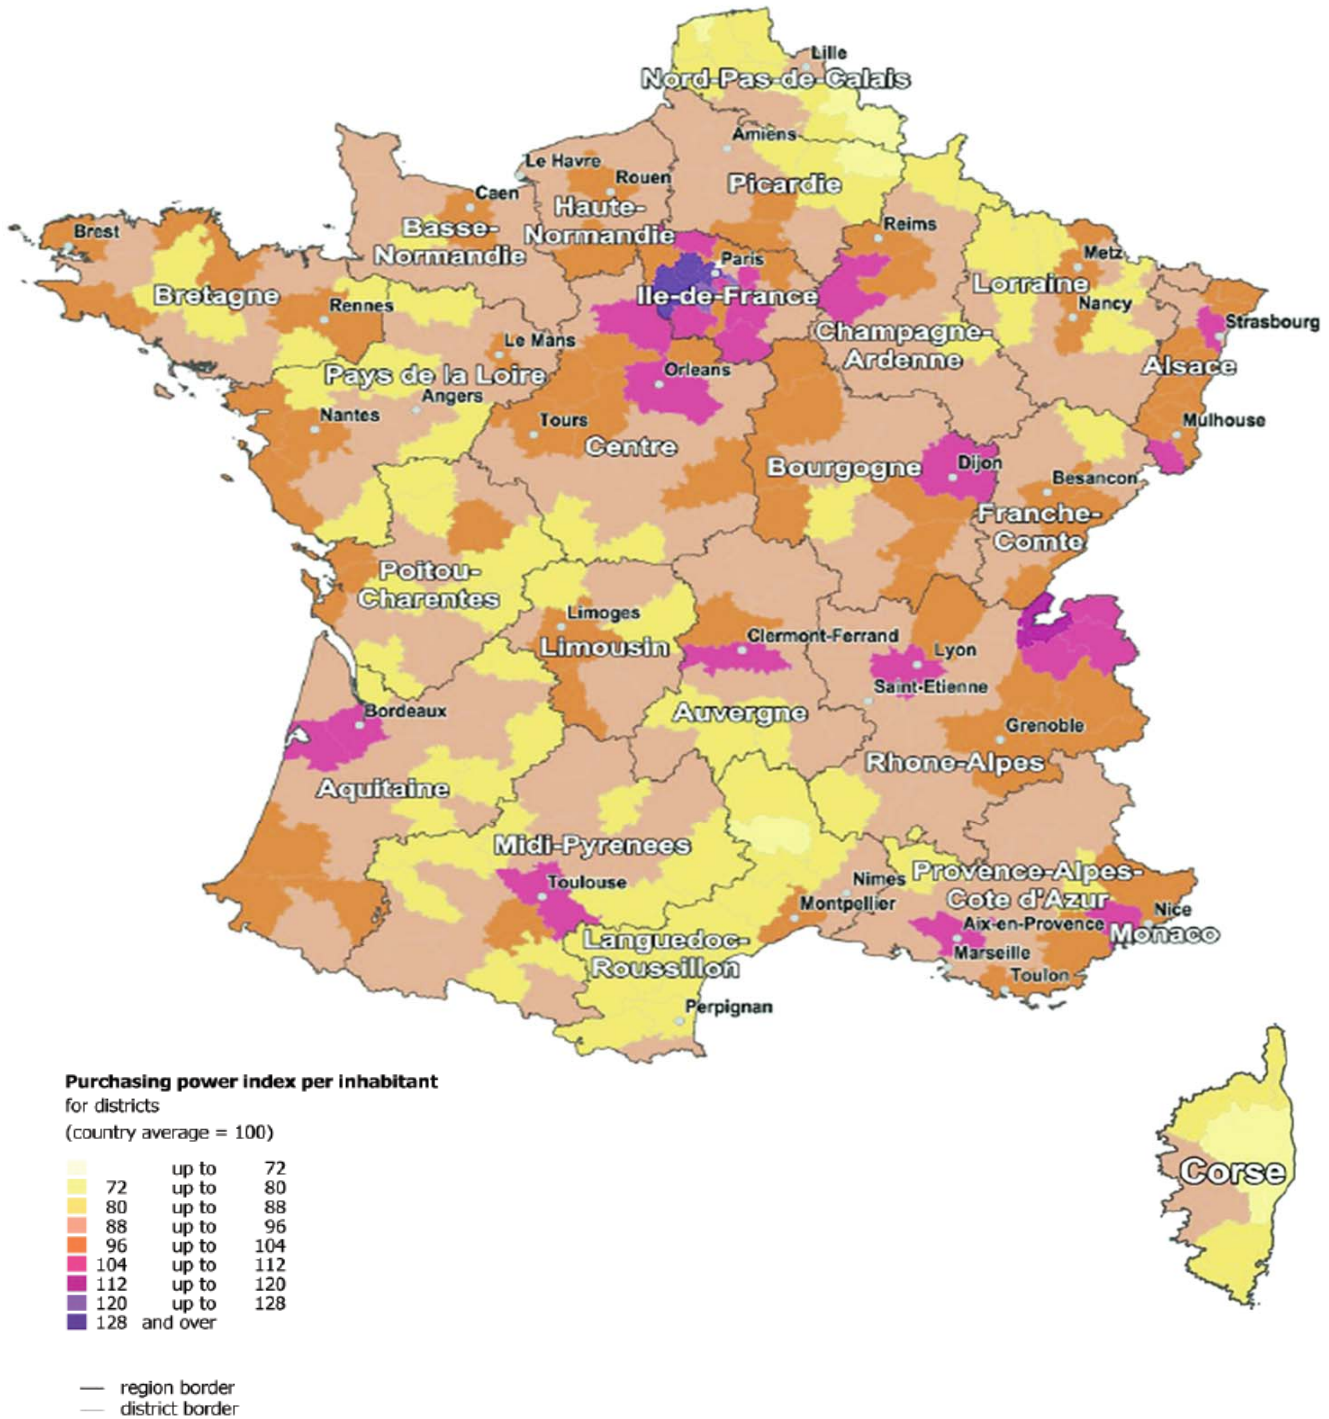 Lille
Nord-Pas-de-Calais
Amiens
Le Havre
Rouen
Picardie
Caen
Haute-
Normandie
Basse-
Normandie
Reims
Brest
Metz
Paris
Lorraine
Bretagne
Ile-de-France
Rennes
Nancy
Strasbourg
Champagne-
Ardenne
Le Mans
Alsace
Pays de la Loire
Orleans
Angers
Nantes
Tours
Mulhouse
Centre
Bourgogne
Dijon
Besancon
Franche-
Comte
Poitou-
Charentes
Limoges
Limousin
Clermont-Ferrand
Lyon
Saint-Etienne
Auvergne
Bordeaux
Grenoble
Rhone-Alpes
Aquitaine
Midi-Pyrenees
Toulouse
Nimes
Provence-Alpes-
Cote d'Azur
Montpellier
Nice
Aix-en-Provence
Monaco
Languedoc-
Roussillon
Marseille
Toulon
Perpignan
Corse
Purchasing power index per inhabitant
for districts
(country average = 100)
up to 72
72 up to 80
80 up to 88
88 up to 96
96 up to 104
104 up to 112
112 up to 120
120 up to 128
128 and over
region border
district border